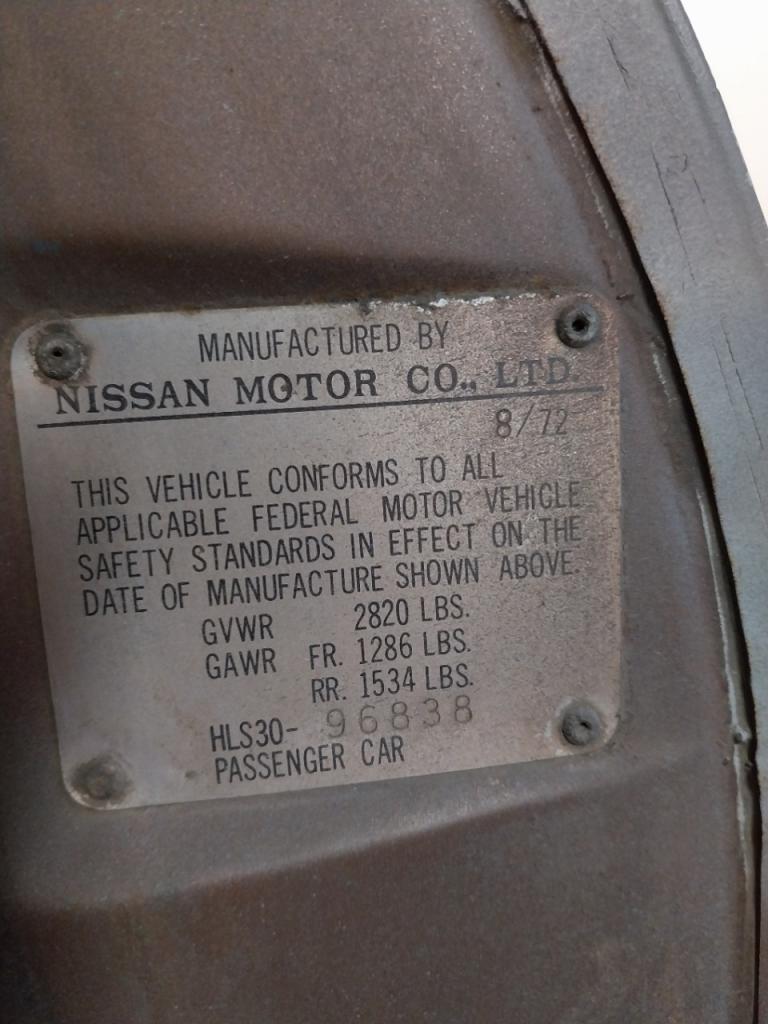 MANUFACTURED BY
NISSAN MOTOR CO., LTD.
8/72
THIS VEHICLE CONFORMS TO ALL
APPLICABLE FEDERAL MOTOR VEHICLE
SAFETY STANDARDS IN EFFECT ON THE
DATE OF MANUFACTURE SHOWN ABOVE.
GVWR 2820 LBS.
GAWR FR. 1286 LBS.
RR. 1534 LBS.
HLS30- 96838
PASSENGER CAR